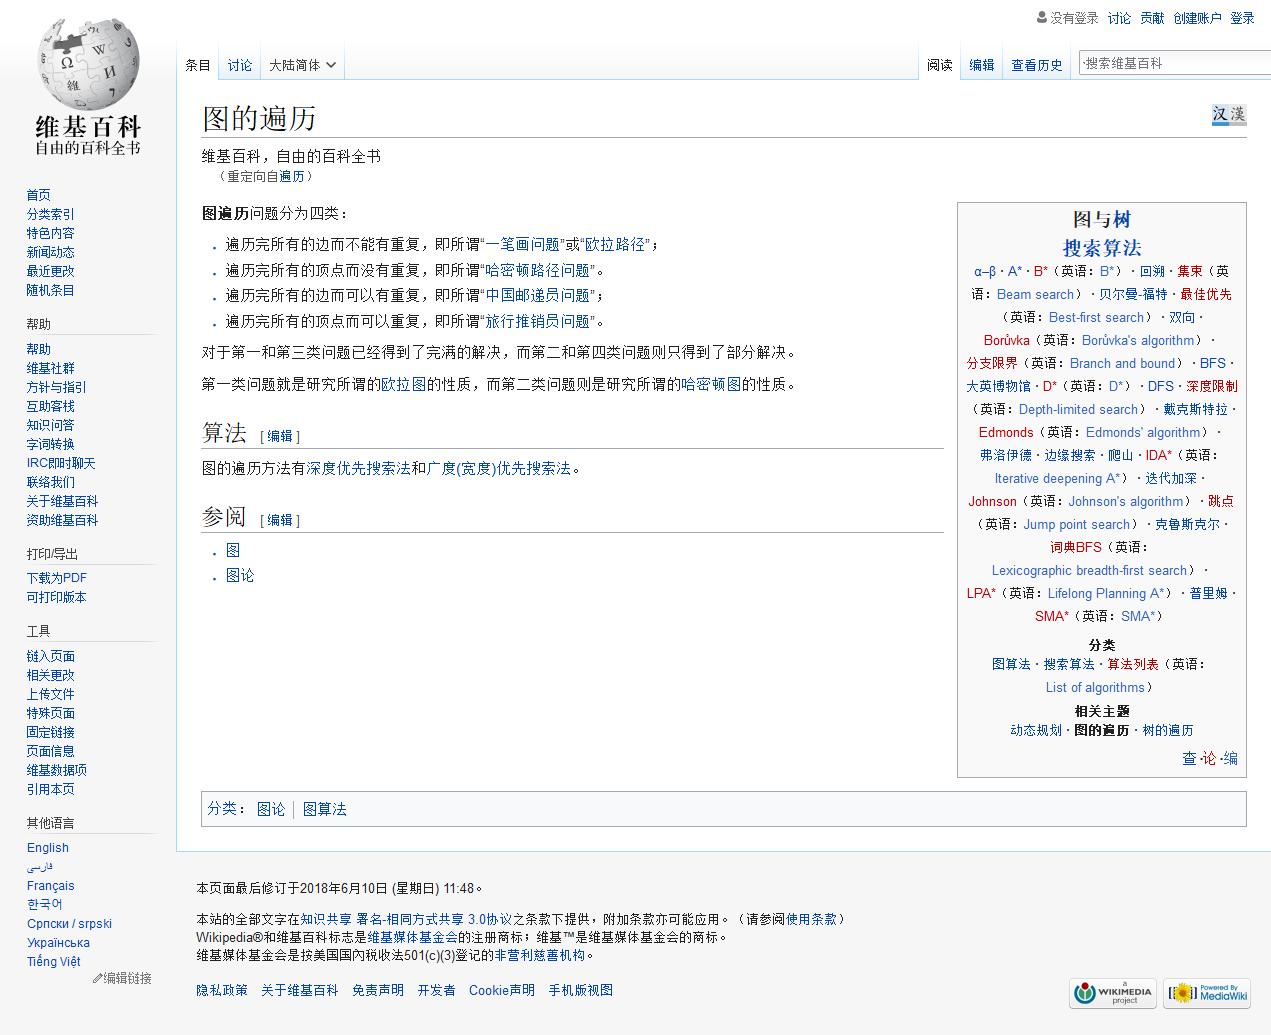 没有登录 讨论 贡献 创建账户 登录
条目 讨论 大陆简体 阅读 编辑 查看历史 搜索维基百科
维基百科
自由的百科全书
首页
分类索引
特色内容
新闻动态
最近更改
随机条目
帮助
帮助
维基社群
方针与指引
互助客栈
知识问答
字词转换
IRC即时聊天
联络我们
关于维基百科
资助维基百科
打印/导出
下载为PDF
可打印版本
工具
链入页面
相关更改
上传文件
特殊页面
固定链接
页面信息
维基数据项
引用本页
其他语言
English
فارسی
Français
한국어
Српски / srpski
Українська
Tiếng Việt
编辑链接
图的遍历
汉 漢
维基百科，自由的百科全书
（重定向自遍历）
图遍历问题分为四类：
遍历完所有的边而不能有重复，即所谓“一笔画问题”或“欧拉路径”；
遍历完所有的顶点而没有重复，即所谓“哈密顿路径问题”。
遍历完所有的边而可以有重复，即所谓“中国邮递员问题”；
遍历完所有的顶点而可以重复，即所谓“旅行推销员问题”。
对于第一和第三类问题已经得到了完满的解决，而第二和第四类问题则只得到了部分解决。
第一类问题就是研究所谓的欧拉图的性质，而第二类问题则是研究所谓的哈密顿图的性质。
算法 [ 编辑 ]
图的遍历方法有深度优先搜索法和广度(宽度)优先搜索法。
参阅 [ 编辑 ]
图
图论
图与树
搜索算法
α–β · A* · B*（英语：B*） · 回溯 · 集束（英
语：Beam search） · 贝尔曼-福特 · 最佳优先
（英语：Best-first search） · 双向 ·
Borůvka（英语：Borůvka's algorithm） ·
分支限界（英语：Branch and bound） · BFS ·
大英博物馆 · D*（英语：D*） · DFS · 深度限制
（英语：Depth-limited search） · 戴克斯特拉 ·
Edmonds（英语：Edmonds' algorithm） ·
弗洛伊德 · 边缘搜索 · 爬山 · IDA*（英语：
Iterative deepening A*） · 迭代加深 ·
Johnson（英语：Johnson's algorithm） · 跳点
（英语：Jump point search） · 克鲁斯克尔 ·
词典BFS（英语：
Lexicographic breadth-first search） ·
LPA*（英语：Lifelong Planning A*） · 普里姆 ·
SMA*（英语：SMA*）
分类
图算法 · 搜索算法 · 算法列表（英语：
List of algorithms）
相关主题
动态规划 · 图的遍历 · 树的遍历
查·论·编
分类： 图论 图算法
本页面最后修订于2018年6月10日 (星期日) 11:48。
本站的全部文字在知识共享 署名-相同方式共享 3.0协议之条款下提供，附加条款亦可能应用。（请参阅使用条款）
Wikipedia®和维基百科标志是维基媒体基金会的注册商标；维基™是维基媒体基金会的商标。
维基媒体基金会是按美国国內稅收法501(c)(3)登记的非营利慈善机构。
隐私政策 关于维基百科 免责声明 开发者 Cookie声明 手机版视图
a WIKIMEDIA project
Powered By MediaWiki